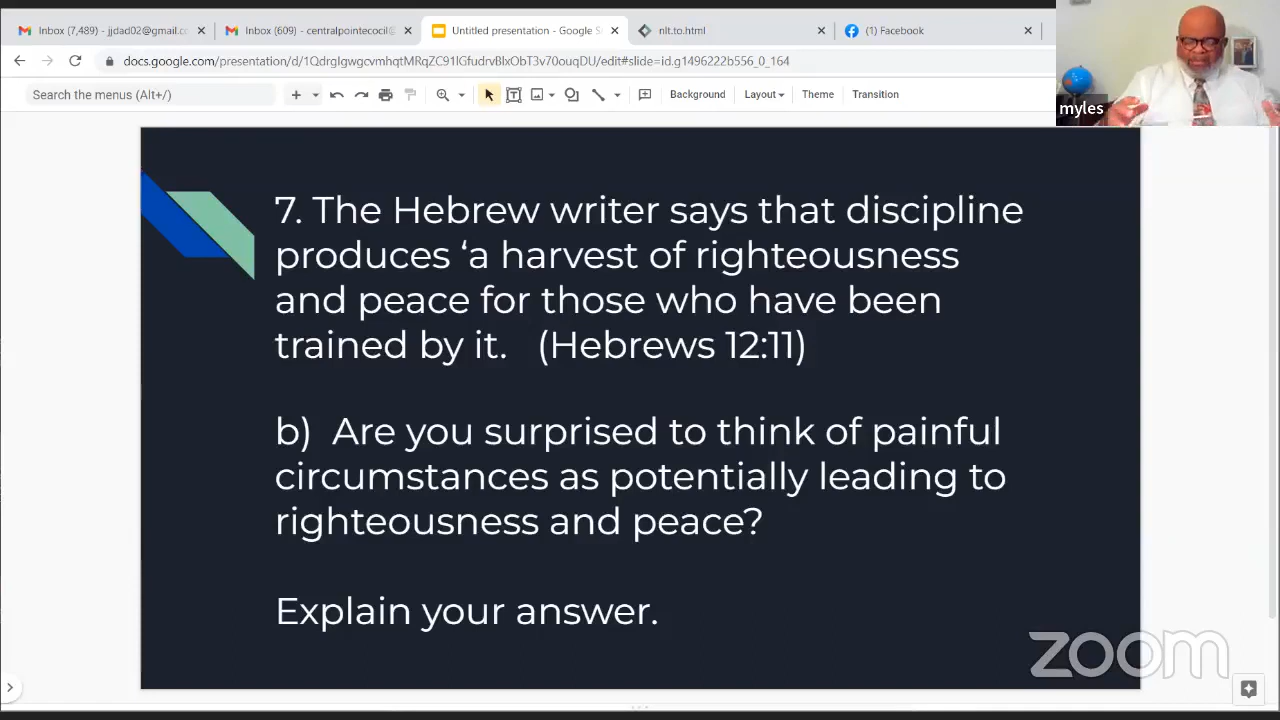 Inbox (7,489) - jjdad02@gmail.c
Inbox (609) - centralpointecocil@
Untitled presentation - Google S
nlt.to.html
(1) Facebook
docs.google.com/presentation/d/1QdrgIgwgcvmhqtMRqZC91IGfudrvBlxObT3v70ouqDU/edit#slide=id.g1496222b556_0_164
Search the menus (Alt+/)
Background
Layout
Theme
Transition
myles
7. The Hebrew writer says that discipline
produces ‘a harvest of righteousness
and peace for those who have been
trained by it. (Hebrews 12:11)
b) Are you surprised to think of painful
circumstances as potentially leading to
righteousness and peace?
Explain your answer.
zoom